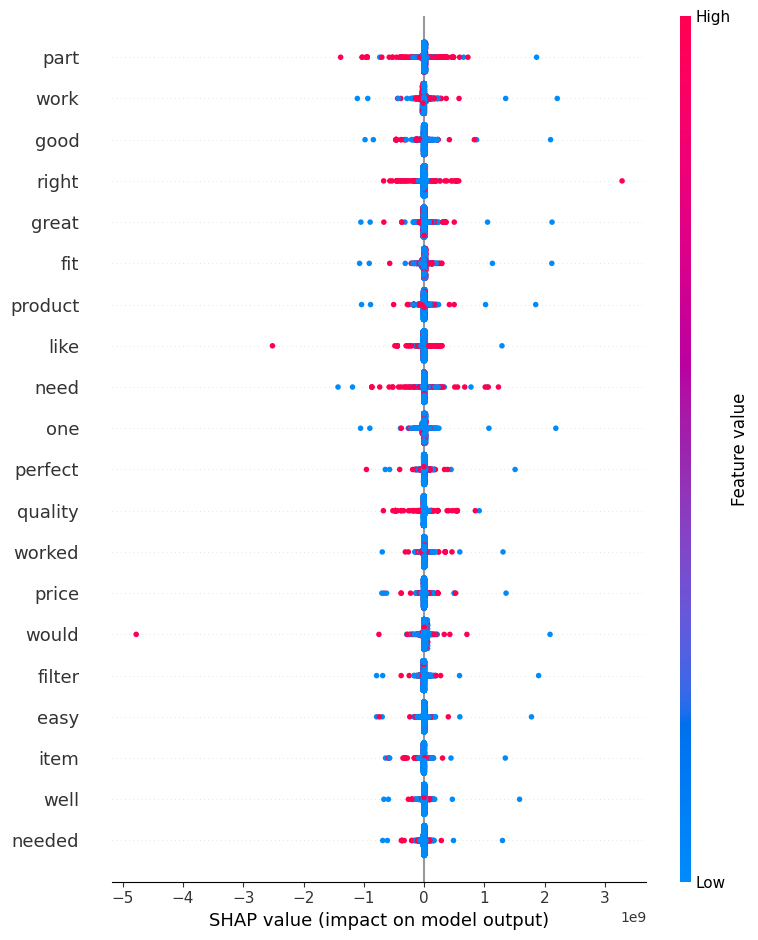 High
part
work
good
right
great
fit
product
like
need
one
perfect
quality
worked
price
would
filter
easy
item
well
needed
Feature value
Low
−5 −4 −3 −2 −1 0 1 2 3
1e9
SHAP value (impact on model output)